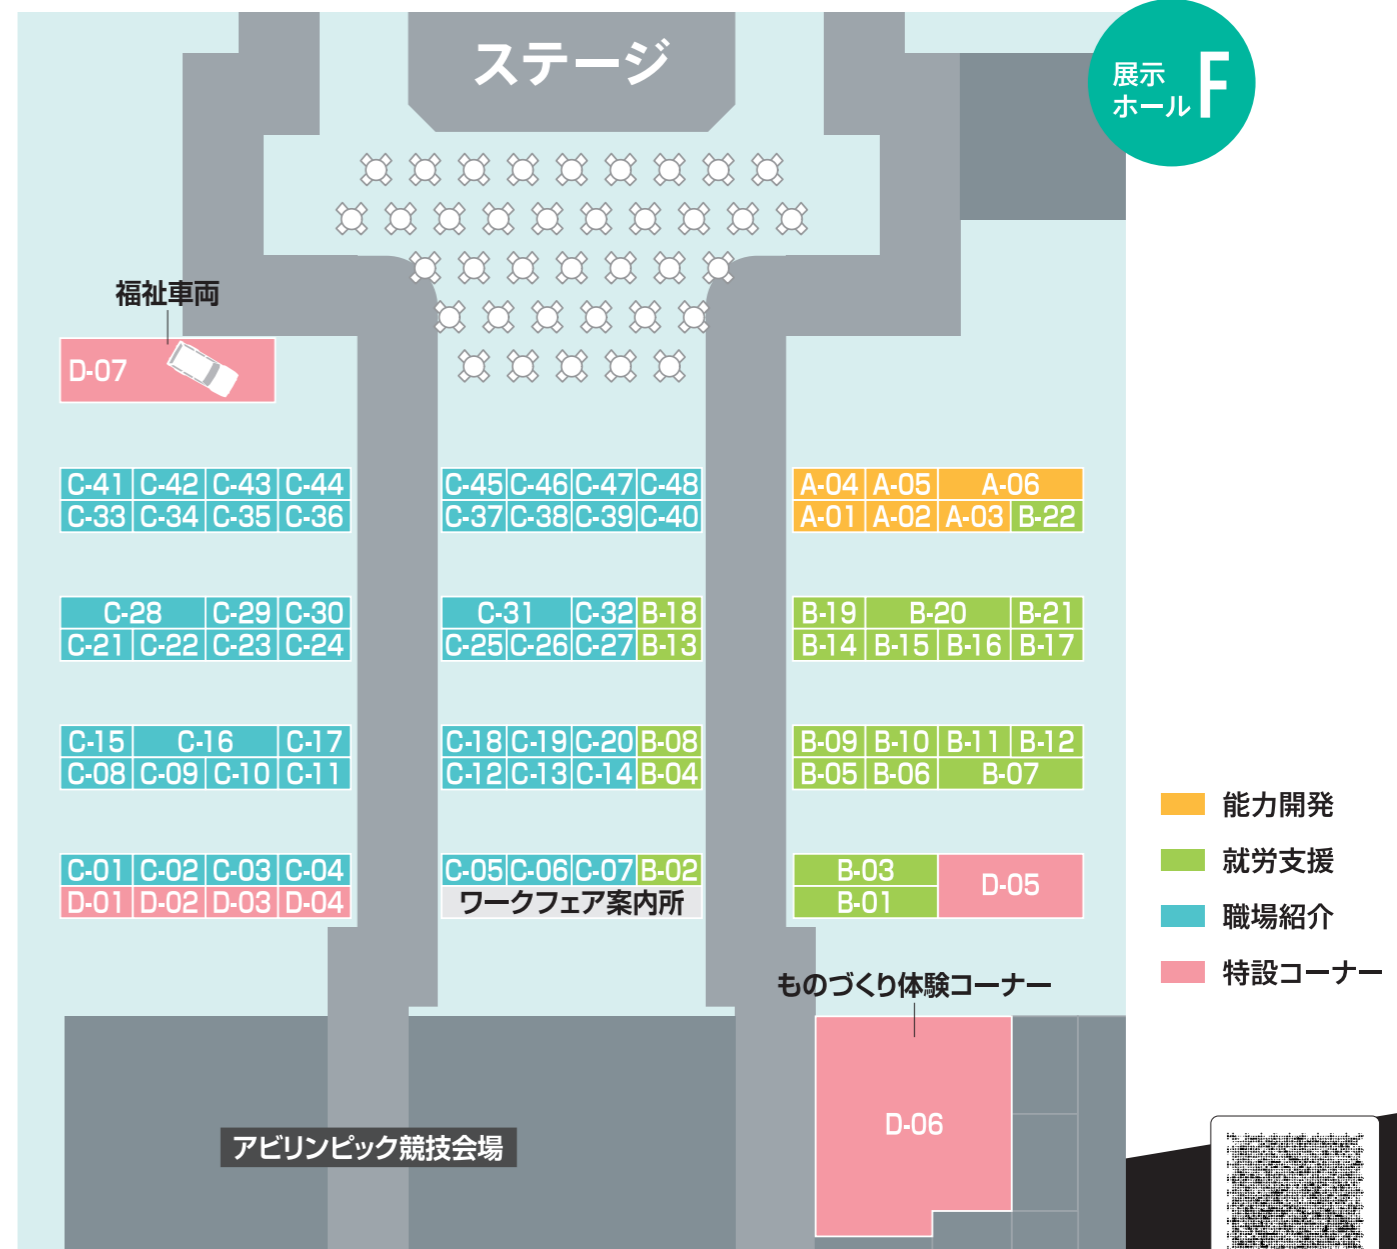 ステージ
展示
ホール F
福祉車両
D-07
C-41 C-42 C-43 C-44
C-33 C-34 C-35 C-36
C-45 C-46 C-47 C-48
C-37 C-38 C-39 C-40
A-04 A-05 A-06
A-01 A-02 A-03 B-22
C-28 C-29 C-30
C-21 C-22 C-23 C-24
C-31 C-32 B-18
C-25 C-26 C-27 B-13
B-19 B-20 B-21
B-14 B-15 B-16 B-17
C-15 C-16 C-17
C-08 C-09 C-10 C-11
C-18 C-19 C-20 B-08
C-12 C-13 C-14 B-04
B-09 B-10 B-11 B-12
B-05 B-06 B-07
C-01 C-02 C-03 C-04
D-01 D-02 D-03 D-04
C-05 C-06 C-07 B-02
ワークフェア案内所
B-03
B-01
D-05
能力開発
就労支援
職場紹介
特設コーナー
ものづくり体験コーナー
D-06
アビリンピック競技会場